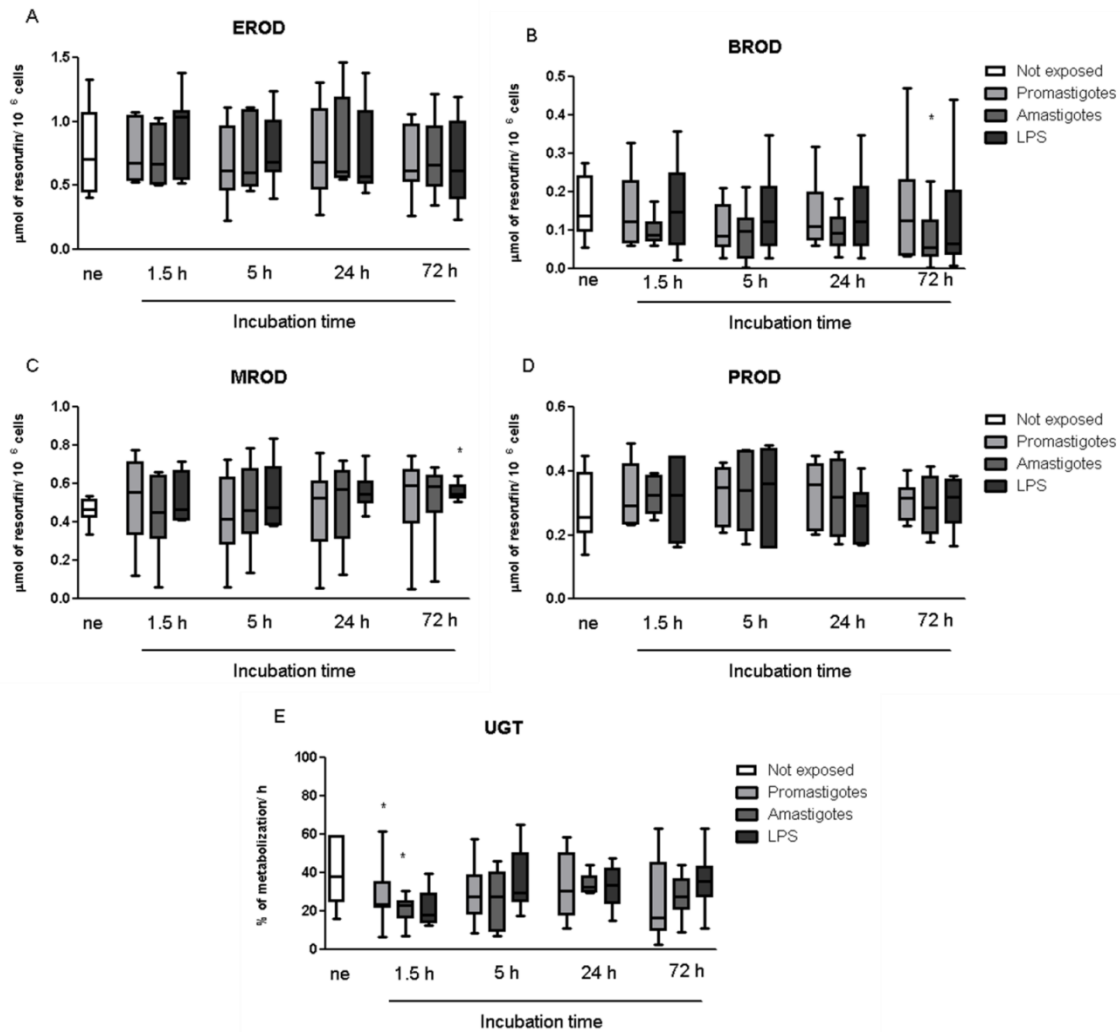 A
EROD
μmol of resorufin/ 10 6 cells
1.5
1.0
0.5
0.0
ne 1.5 h 5 h 24 h 72 h
Incubation time
B
BROD
μmol of resorufin/ 10 6 cells
0.5
0.4
0.3
0.2
0.1
0.0
*
ne 1.5 h 5 h 24 h 72 h
Incubation time
Not exposed
Promastigotes
Amastigotes
LPS
C
MROD
μmol of resorufin/ 10 6 cells
1.0
0.8
0.6
0.4
0.2
0.0
*
ne 1.5 h 5 h 24 h 72 h
Incubation time
D
PROD
μmol of resorufin/ 10 6 cells
0.6
0.4
0.2
0.0
ne 1.5 h 5 h 24 h 72 h
Incubation time
Not exposed
Promastigotes
Amastigotes
LPS
E
UGT
% of metabolization/ h
100
80
60
40
20
0
*
*
ne 1.5 h 5 h 24 h 72 h
Incubation time
Not exposed
Promastigotes
Amastigotes
LPS